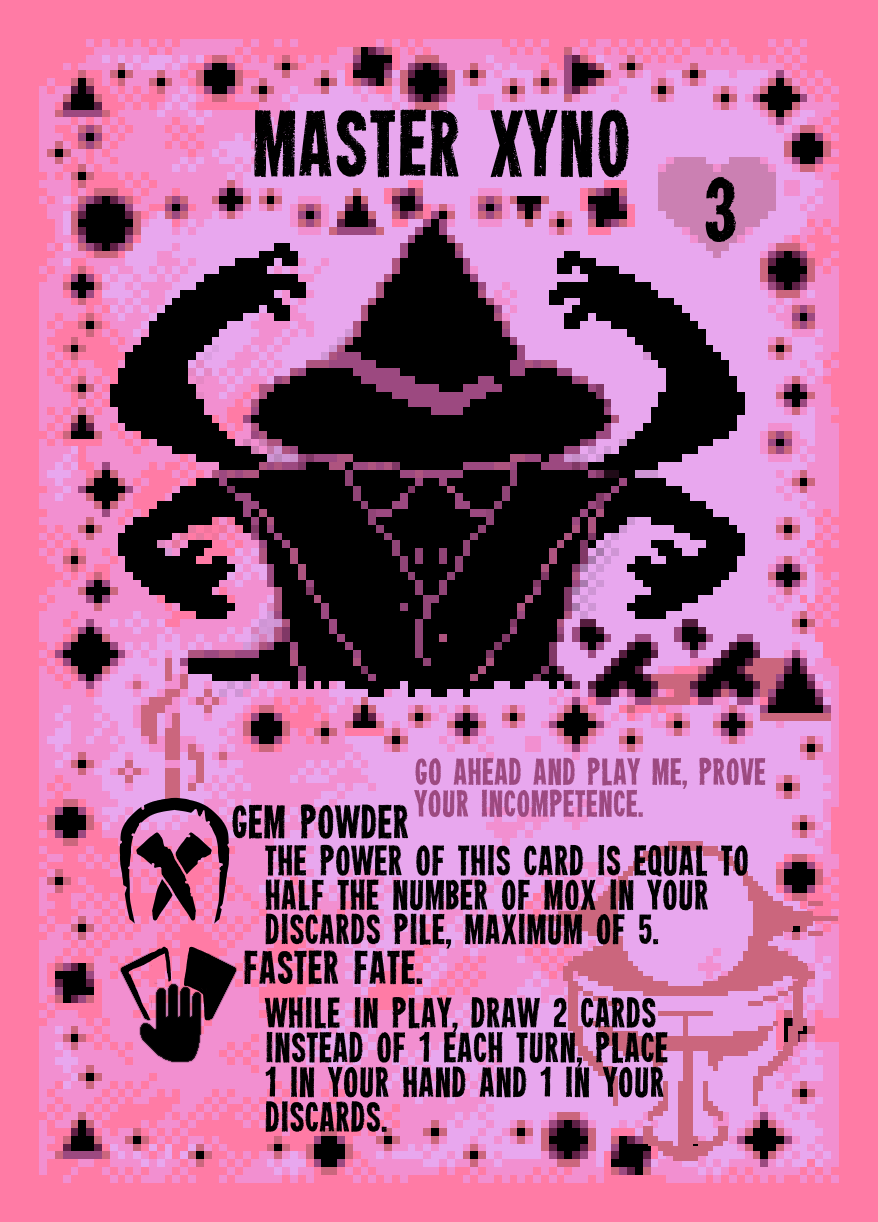 MASTER XYNO
3
GO AHEAD AND PLAY ME, PROVE
YOUR INCOMPETENCE.
GEM POWDER
THE POWER OF THIS CARD IS EQUAL TO
HALF THE NUMBER OF MOX IN YOUR
DISCARDS PILE, MAXIMUM OF 5.
FASTER FATE.
WHILE IN PLAY, DRAW 2 CARDS
INSTEAD OF 1 EACH TURN, PLACE
1 IN YOUR HAND AND 1 IN YOUR
DISCARDS.